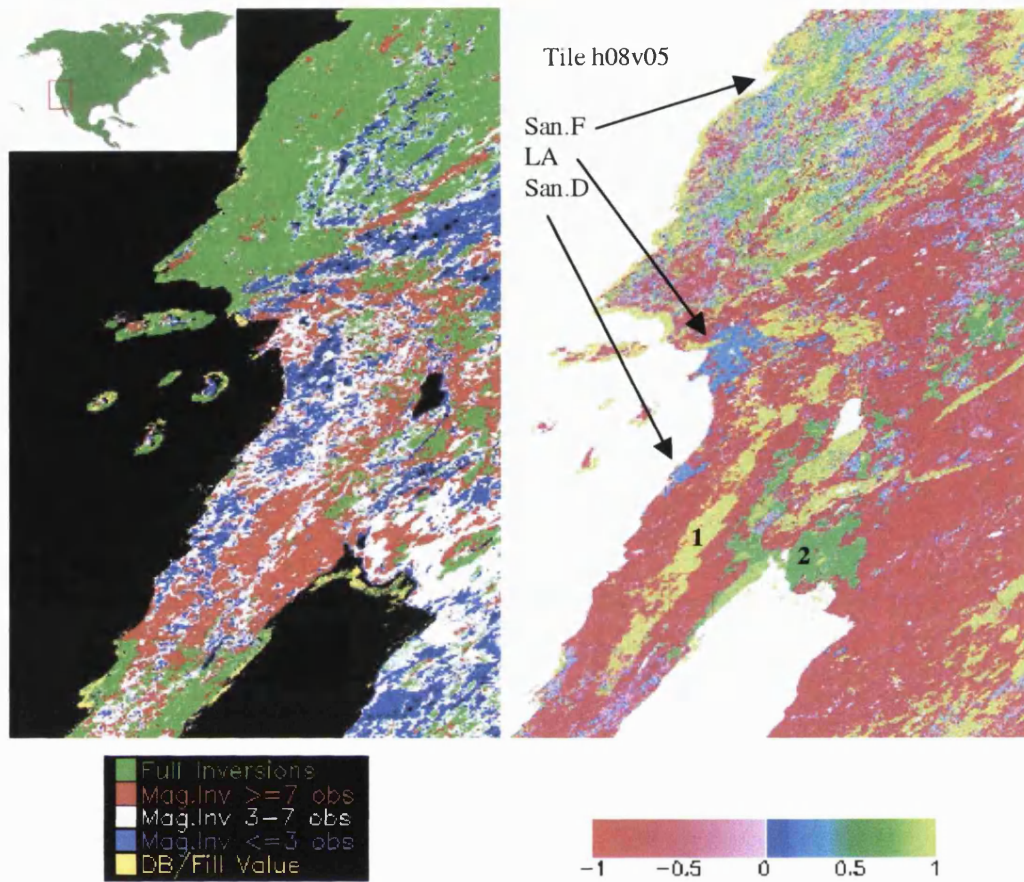 Tile h08v05
San.F
LA
San.D
1
2
Full Inversions
Mag.Inv >=7 obs
Mag.Inv 3-7 obs
Mag.Inv <=3 obs
DB/Fill Value
−1 −0.5 0 0.5 1